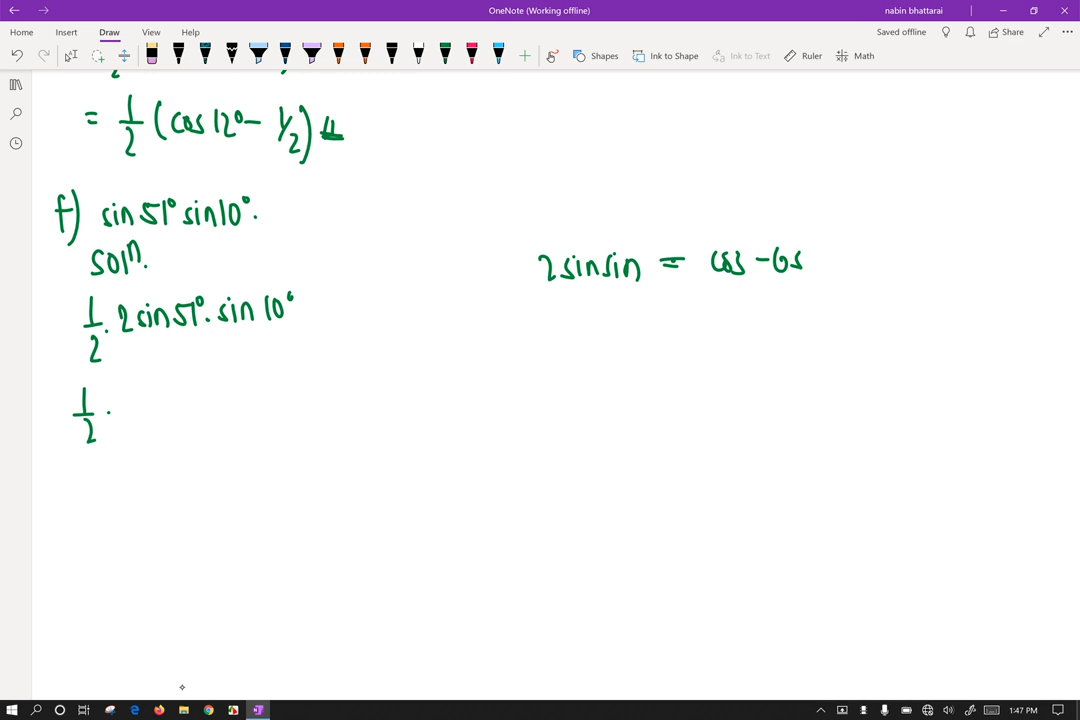 OneNote (Working offline)
nabin bhattarai
Home Insert Draw View Help
Saved offline
Share
Shapes
Ink to Shape
Ink to Text
Ruler
Math
= 1/2 (cos 12° - 1/2) #
f) sin 51° sin 10°.
Solⁿ.
2 sin sin = cos - cos
1/2 . 2 sin 51° . sin 10°
1/2 .
1:47 PM